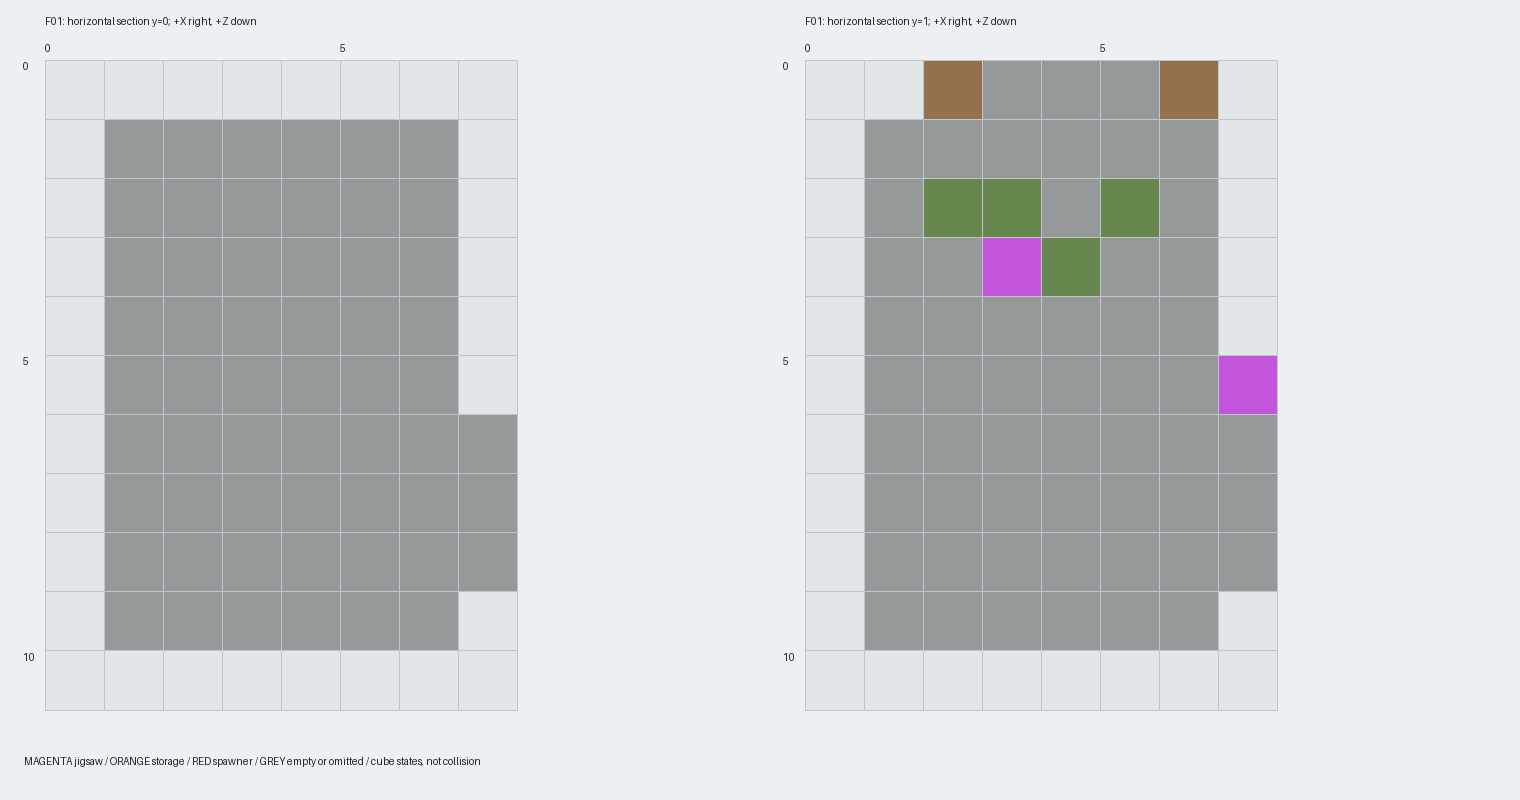 F01: horizontal section y=0; +X right, +Z down
F01: horizontal section y=1; +X right, +Z down
0 5
0 5
0
0
5
5
10
10
MAGENTA jigsaw / ORANGE storage / RED spawner / GREY empty or omitted / cube states, not collision